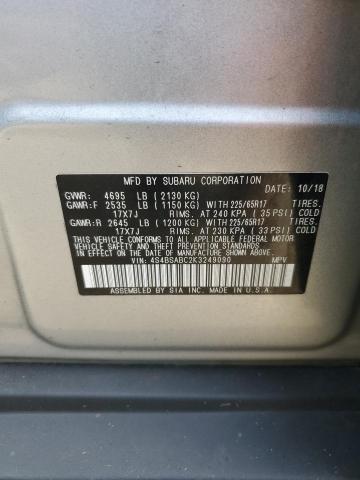 MFD BY SUBARU CORPORATION DATE: 10/18
GVWR: 4695 LB (2130 KG)
GAWR:F 2535 LB (1150 KG) WITH 225/65R17 TIRES.
17X7J RIMS. AT 240 KPA (35 PSI) COLD
GAWR:R 2645 LB (1200 KG) WITH 225/65R17 TIRES.
17X7J RIMS. AT 230 KPA (33 PSI) COLD
THIS VEHICLE CONFORMS TO ALL APPLICABLE FEDERAL MOTOR
VEHICLE SAFETY, BUMPER, AND THEFT PREVENTION STANDARDS
IN EFFECT ON THE DATE OF MANUFACTURE SHOWN ABOVE.
VIN: 4S4BSABC2K3249090 MPV
ASSEMBLED BY SIA INC. MADE IN U.S.A.